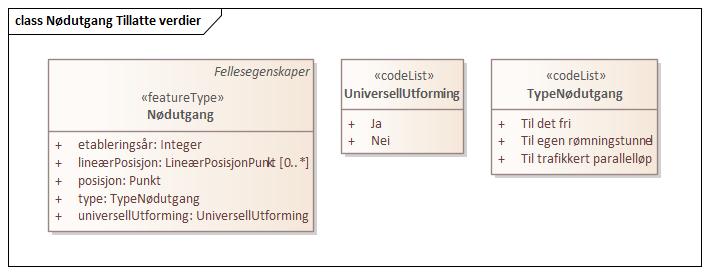 class Nødutgang Tillatte verdier
Fellesegenskaper
«featureType»
Nødutgang
+ etableringsår: Integer
+ lineærPosisjon: LineærPosisjonPunkt [0..*]
+ posisjon: Punkt
+ type: TypeNødutgang
+ universellUtforming: UniversellUtforming
«codeList»
UniversellUtforming
+ Ja
+ Nei
«codeList»
TypeNødutgang
+ Til det fri
+ Til egen rømningstunnel
+ Til trafikkert parallelløp